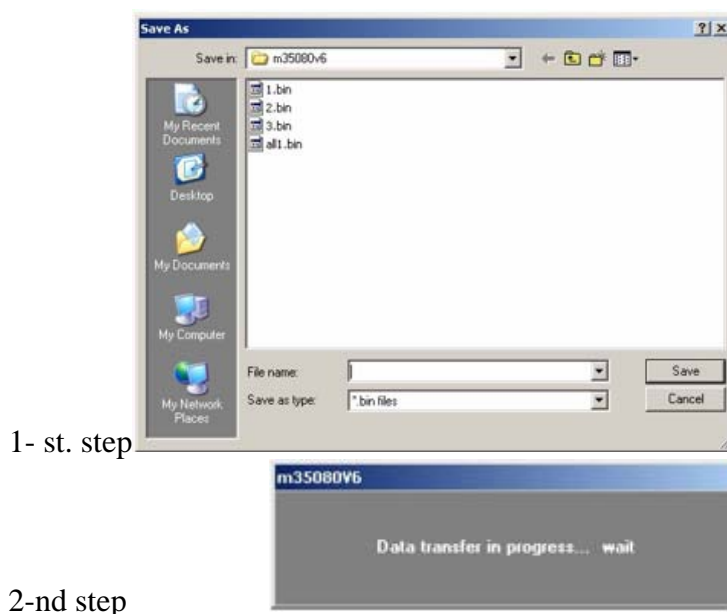 Save As
Save in: m35080v6
1.bin
2.bin
3.bin
all1.bin
My Recent
Documents
Desktop
My Documents
My Computer
My Network
Places
File name: Save
Save as type: *.bin files Cancel
1- st. step
m35080V6
Data transfer in progress... wait
2-nd step